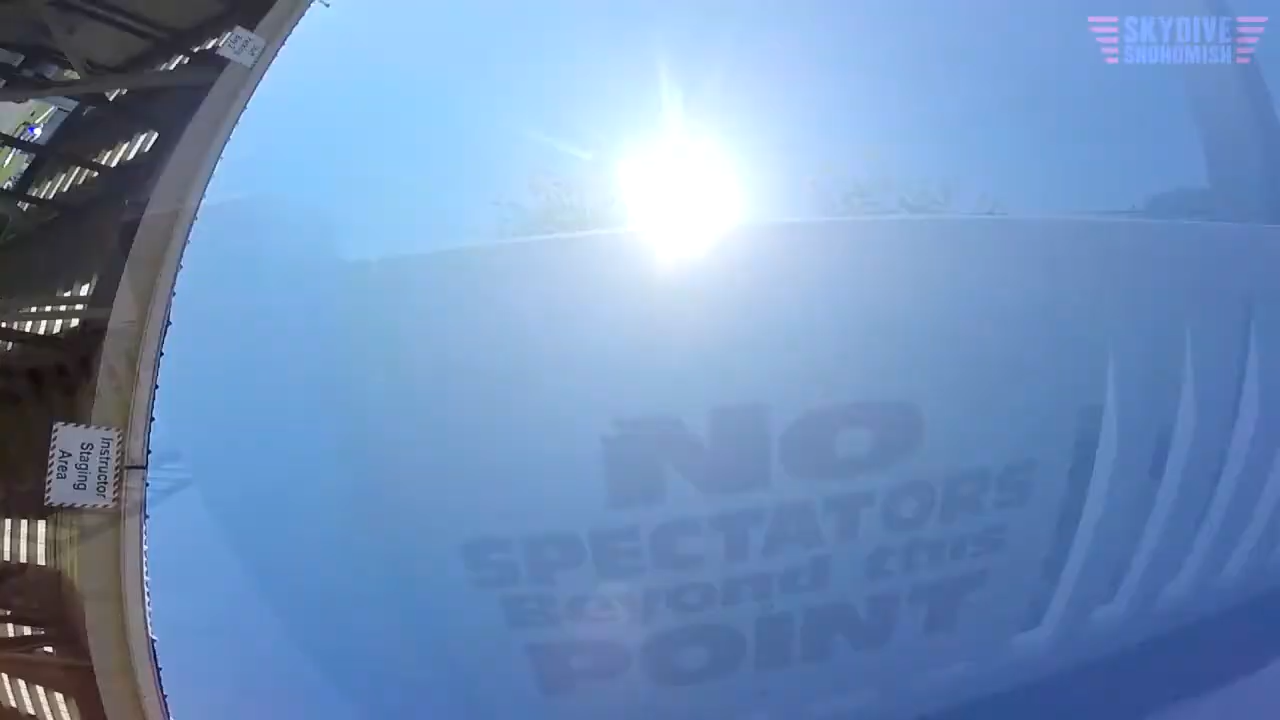 SKYDIVE
SNOHOMISH
NO
SPECTATORS
Beyond this
POINT
Instructor
Staging
Area